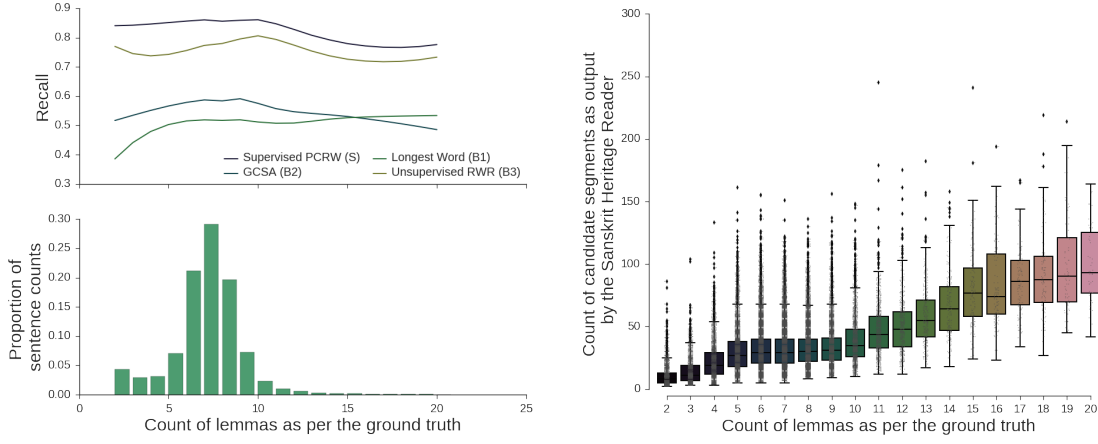 0.9
0.8
0.7
0.6
0.5
0.4
0.3
Recall
Supervised PCRW (S)
GCSA (B2)
Longest Word (B1)
Unsupervised RWR (B3)
0.30
0.25
0.20
0.15
0.10
0.05
0.00
Proportion of
sentence counts
0 5 10 15 20 25
Count of lemmas as per the ground truth
300
250
200
150
100
50
0
Count of candidate segments as output
by the Sanskrit Heritage Reader
2 3 4 5 6 7 8 9 10 11 12 13 14 15 16 17 18 19 20
Count of lemmas as per the ground truth